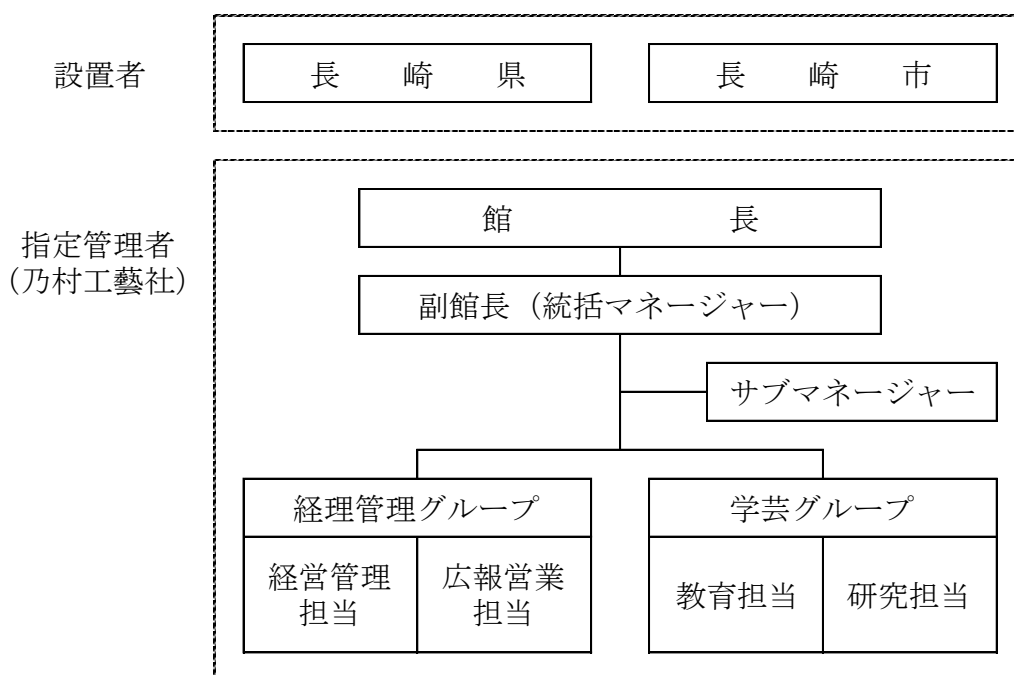 設置者
長崎県
長崎市
指定管理者
(乃村工藝社)
館長
副館長（統括マネージャー）
サブマネージャー
経理管理グループ
学芸グループ
経営管理
担当
広報営業
担当
教育担当
研究担当